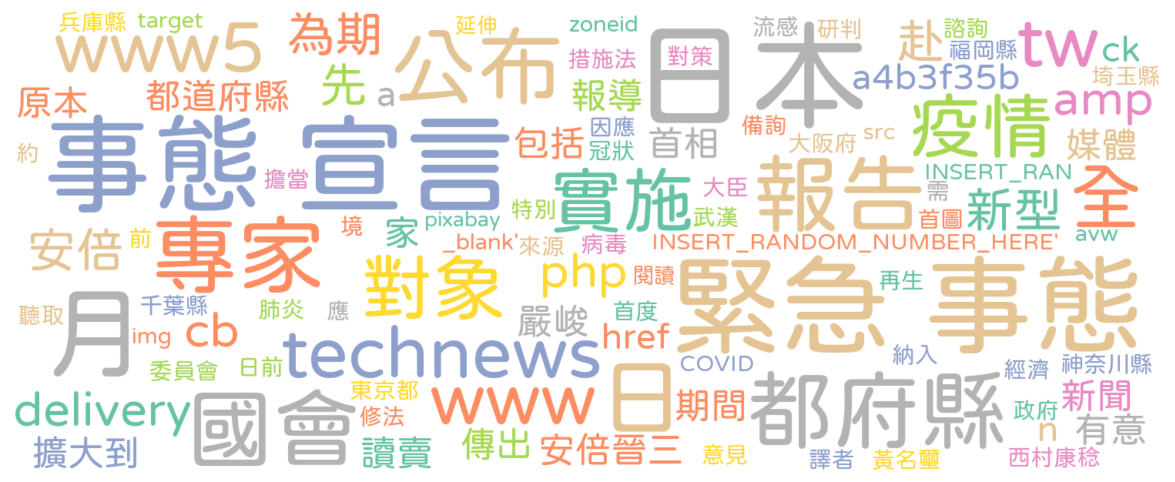 兵庫縣 target 為期 延伸 zoneid 流感 研判 諮詢
www5 公布 措施法 對策 日本 赴 福岡縣 tw ck
原本 都道府縣 先 a 報導 a4b3f35b 埼玉縣
amp
約 事態 宣言 包括 因應 冠狀 首相 備詢 大阪府 src 疫情 媒體
擔當 實施 大臣 報告 INSERT_RAN 需 新型 全
安倍 前 專家 境 家 pixabay 特別 武漢 首圖 avw
_blank' 來源 病毒 INSERT_RANDOM_NUMBER_HERE'
聽取 月 千葉縣 肺炎 應 對象 php 閱讀 緊急 事態 再生
img cb 嚴峻 首度 href
technews COVID 納入 經濟 神奈川縣
委員會 日前 東京都
delivery 國會 修法 www 日 期間 都府縣 政府 新聞
擴大到 讀賣 傳出 安倍晉三 意見 譯者 黃名璽 n 有意
西村康稔